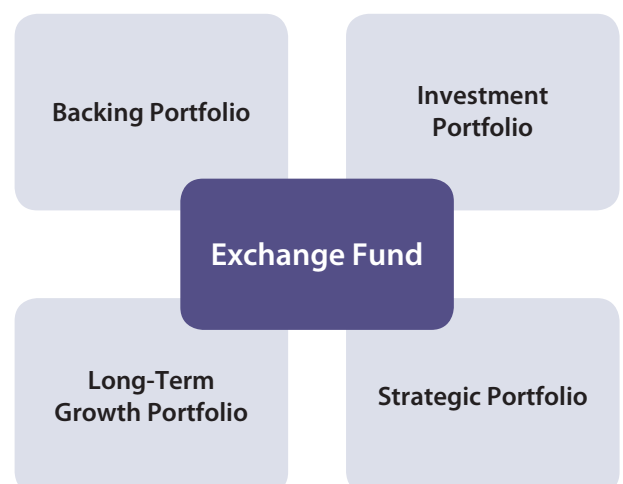 Backing Portfolio
Investment
Portfolio
Exchange Fund
Long-Term
Growth Portfolio
Strategic Portfolio